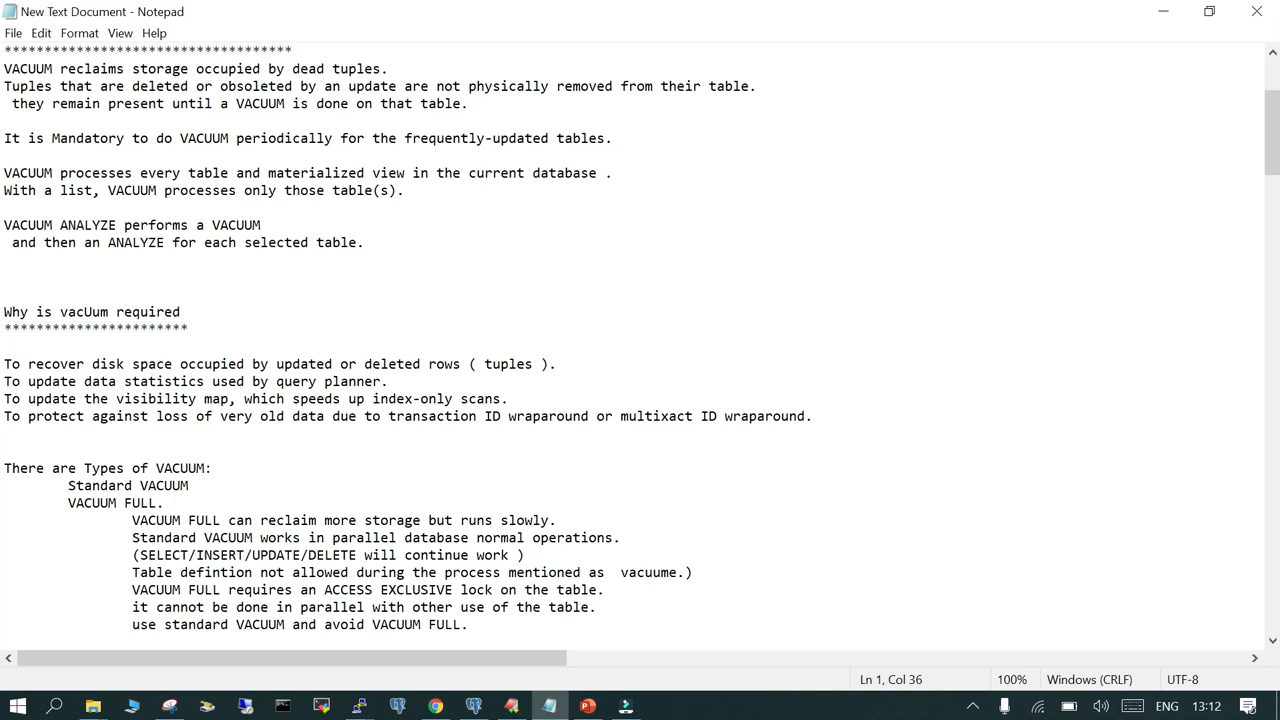 New Text Document - Notepad
File Edit Format View Help
************************************
VACUUM reclaims storage occupied by dead tuples.
Tuples that are deleted or obsoleted by an update are not physically removed from their table.
they remain present until a VACUUM is done on that table.
It is Mandatory to do VACUUM periodically for the frequently-updated tables.
VACUUM processes every table and materialized view in the current database .
With a list, VACUUM processes only those table(s).
VACUUM ANALYZE performs a VACUUM
and then an ANALYZE for each selected table.
Why is vacUum required
***********************
To recover disk space occupied by updated or deleted rows ( tuples ).
To update data statistics used by query planner.
To update the visibility map, which speeds up index-only scans.
To protect against loss of very old data due to transaction ID wraparound or multixact ID wraparound.
There are Types of VACUUM:
Standard VACUUM
VACUUM FULL.
VACUUM FULL can reclaim more storage but runs slowly.
Standard VACUUM works in parallel database normal operations.
(SELECT/INSERT/UPDATE/DELETE will continue work )
Table defintion not allowed during the process mentioned as  vacuume.)
VACUUM FULL requires an ACCESS EXCLUSIVE lock on the table.
it cannot be done in parallel with other use of the table.
use standard VACUUM and avoid VACUUM FULL.
Ln 1, Col 36 100% Windows (CRLF) UTF-8
ENG 13:12